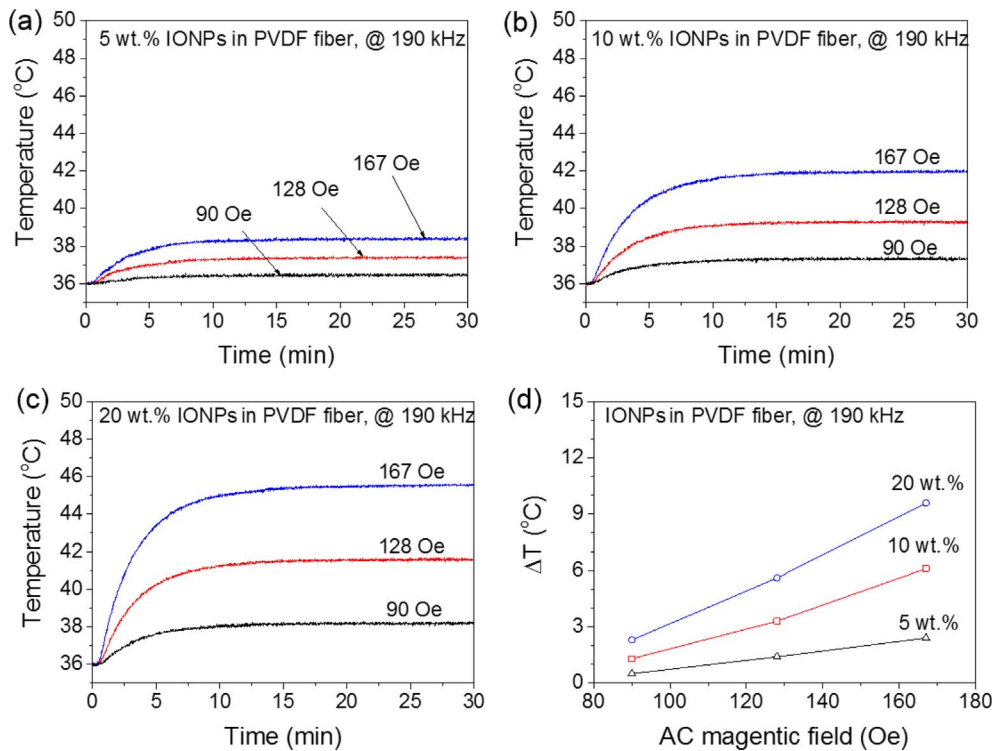 (a)
5 wt.% IONPs in PVDF fiber, @ 190 kHz
Temperature (°C)
50
48
46
44
42
40
38
36
167 Oe
128 Oe
90 Oe
0 5 10 15 20 25 30
Time (min)
(b)
10 wt.% IONPs in PVDF fiber, @ 190 kHz
Temperature (°C)
50
48
46
44
42
40
38
36
167 Oe
128 Oe
90 Oe
0 5 10 15 20 25 30
Time (min)
(c)
20 wt.% IONPs PVDF fiber, @ 190 kHz
Temperature (°C)
50
48
46
44
42
40
38
36
167 Oe
128 Oe
90 Oe
0 5 10 15 20 25 30
Time (min)
(d)
IONPs in PVDF fiber, @ 190 kHz
ΔT (°C)
15
12
9
6
3
0
20 wt.%
10 wt.%
5 wt.%
80 100 120 140 160 180
AC magentic field (Oe)